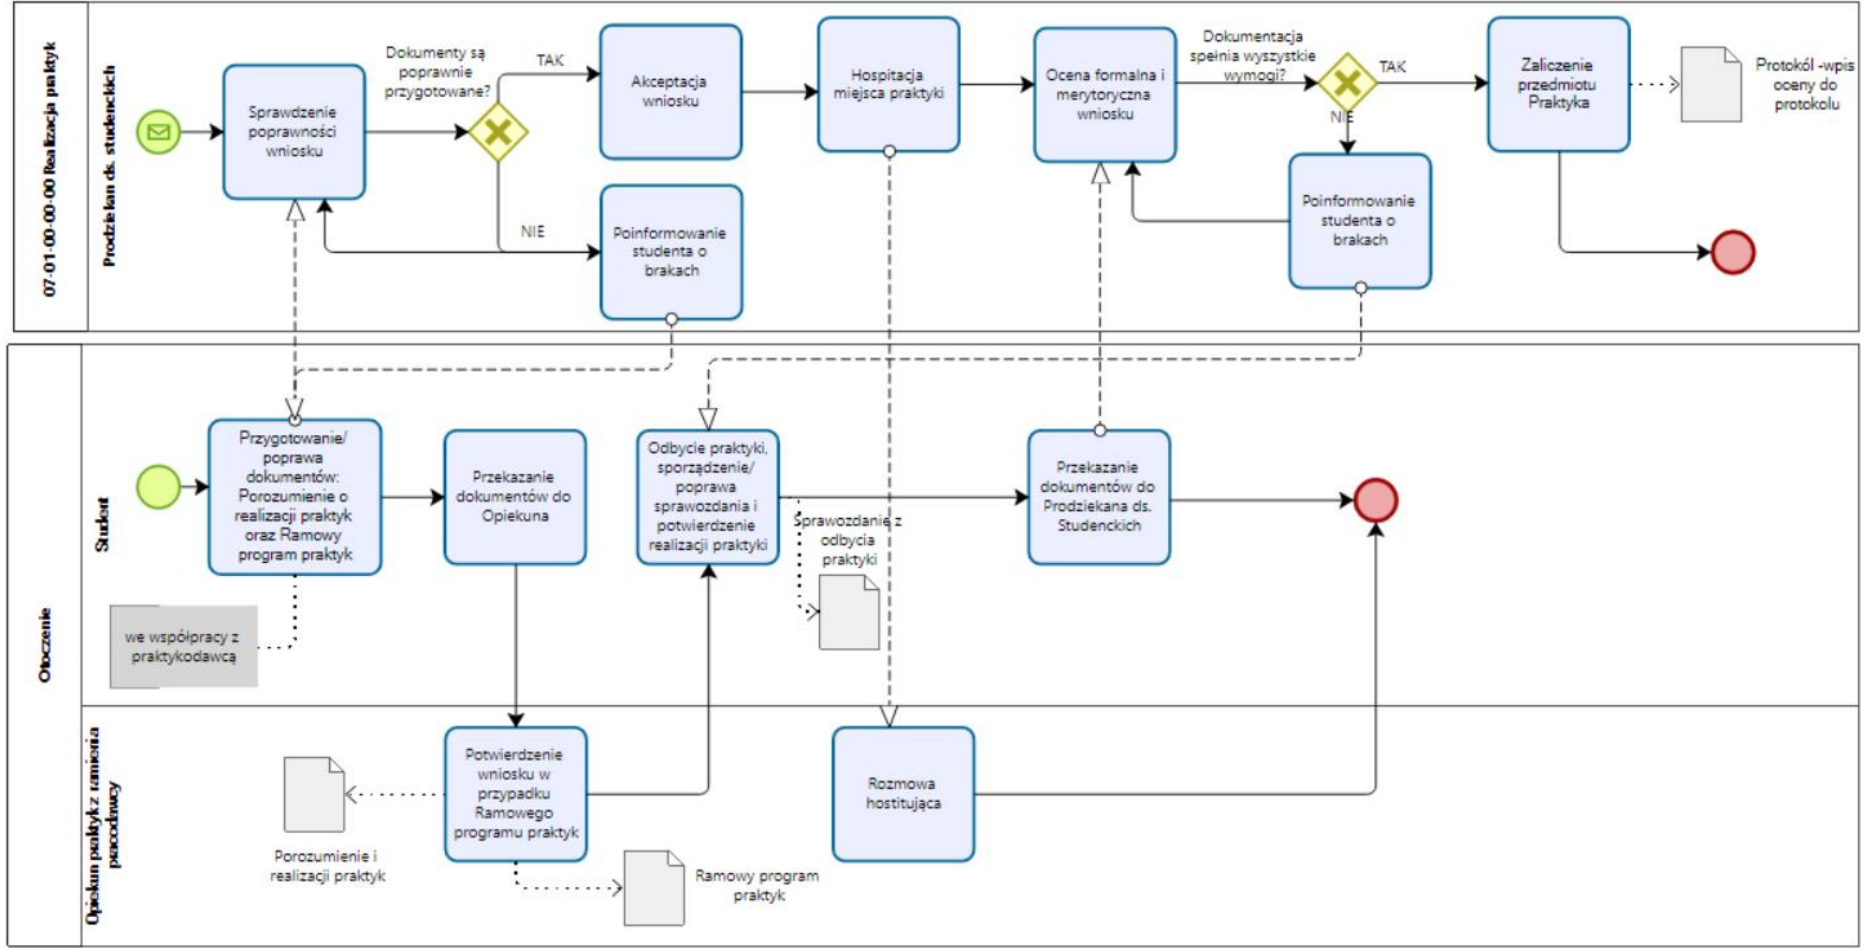 07-01-00-00-00 Realizacja praktyk
Prodziekan ds. studenckich
Sprawdzenie
poprawności
wniosku
Dokumenty są
poprawnie
przygotowane?
TAK
NIE
Akceptacja
wniosku
Poinformowanie
studenta o
brakach
Hospitacja
miejsca praktyki
Ocena formalna i
merytoryczna
wniosku
Dokumentacja
spełnia wyszystkie
wymogi?
TAK
NIE
Poinformowanie
studenta o
brakach
Zaliczenie
przedmiotu
Praktyka
Protokól -wpis
oceny do
protokolu
Otoczenie
Student
Przygotowanie/
poprawa
dokumentów:
Porozumienie o
realizacji praktyk
oraz Ramowy
program praktyk
we współpracy z
praktykodawcą
Przekazanie
dokumentów do
Opiekuna
Odbycie praktyki,
sporządzenie/
poprawa
sprawozdania i
potwierdzenie
realizacji praktyki
Sprawozdanie z
odbycia
praktyki
Przekazanie
dokumentów do
Prodziekana ds.
Studenckich
Opiekun praktyk z ramienia
pracodawcy
Potwierdzenie
wniosku w
przypadku
Ramowego
programu praktyk
Porozumienie i
realizacji praktyk
Ramowy program
praktyk
Rozmowa
hostitująca